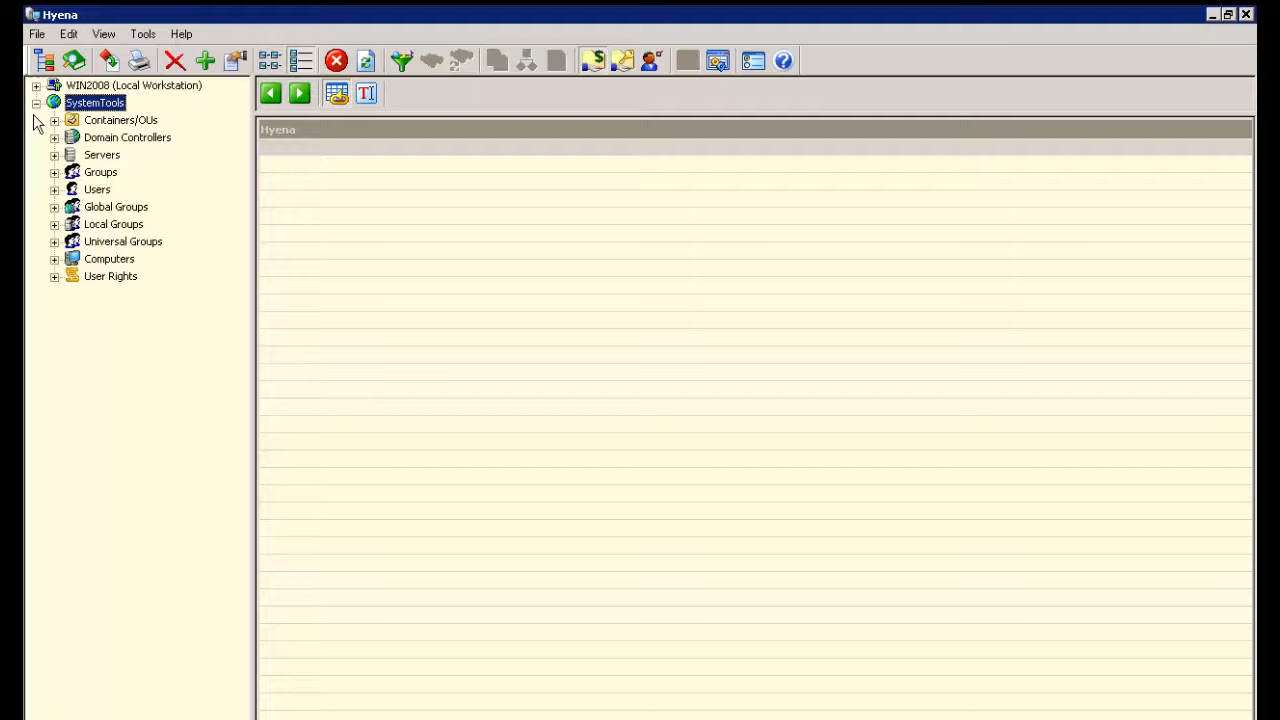 Hyena
File Edit View Tools Help
WIN2008 (Local Workstation)
SystemTools
Containers/OUs
Domain Controllers
Servers
Groups
Users
Global Groups
Local Groups
Universal Groups
Computers
User Rights
Hyena